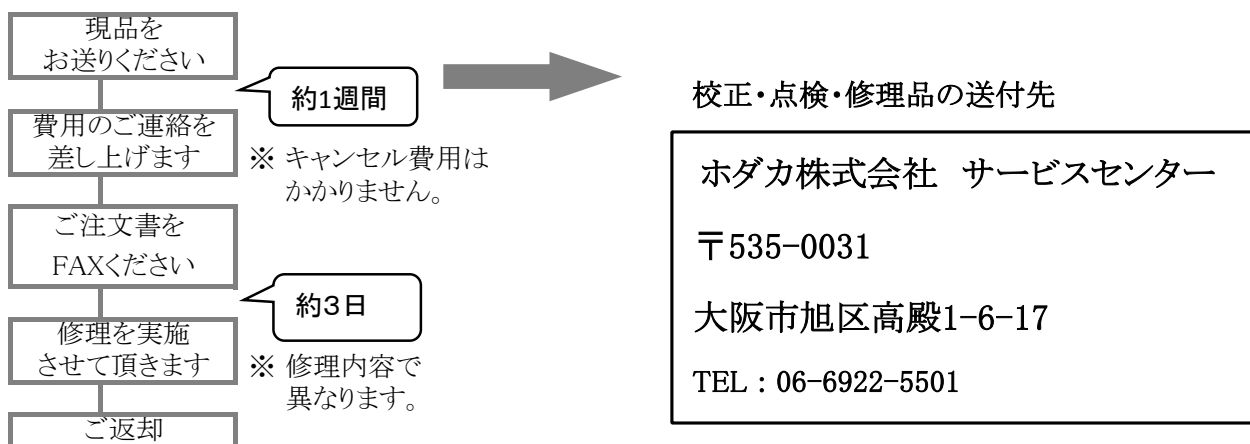 現品を
お送りください
約1週間
費用のご連絡を
差し上げます
※ キャンセル費用は
かかりません。
ご注文書を
FAXください
約3日
修理を実施
させて頂きます
※ 修理内容で
異なります。
ご返却
校正・点検・修理品の送付先
ホダカ株式会社　サービスセンター
〒535-0031
大阪市旭区高殿1-6-17
TEL：06-6922-5501